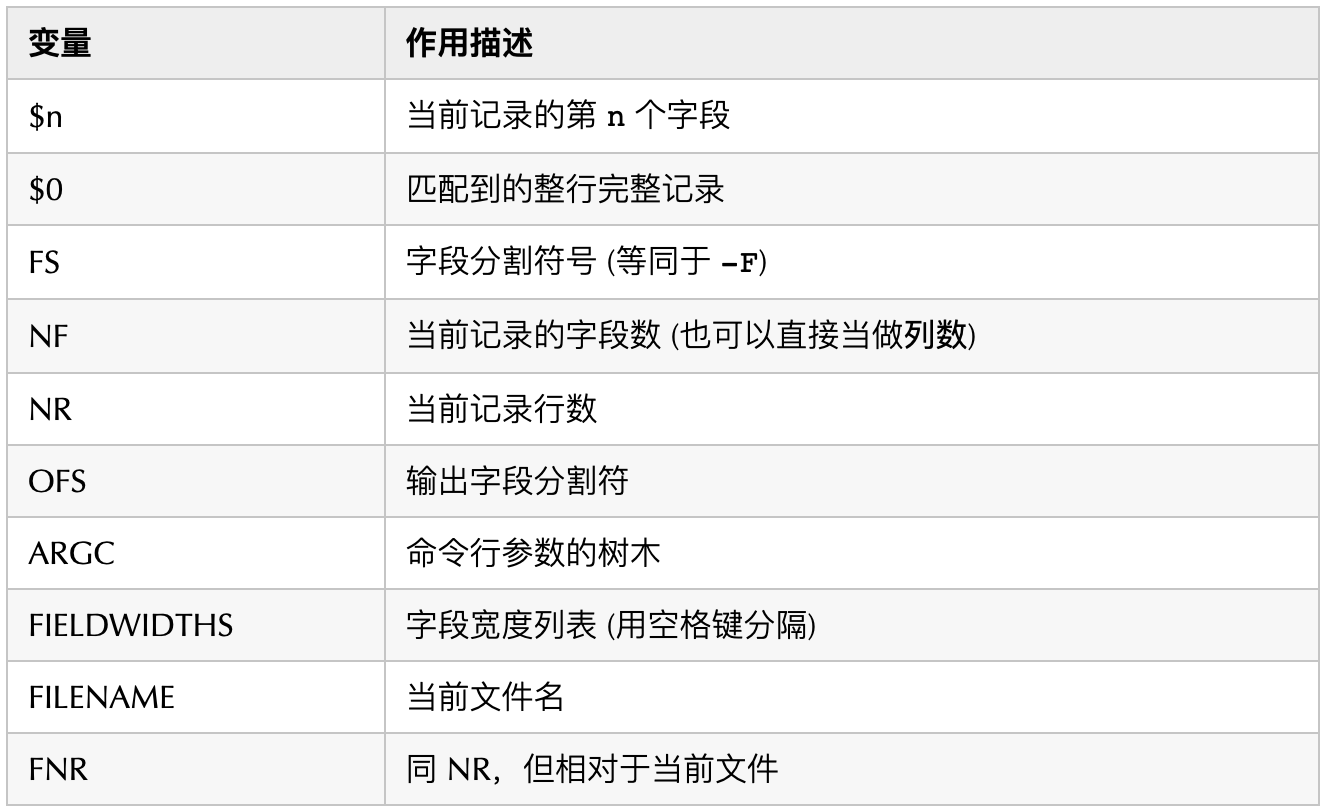 变量 作用描述
$n 当前记录的第 n 个字段
$0 匹配到的整行完整记录
FS 字段分割符号 (等同于 -F)
NF 当前记录的字段数 (也可以直接当做列数)
NR 当前记录行数
OFS 输出字段分割符
ARGC 命令行参数的树木
FIELDWIDTHS 字段宽度列表 (用空格键分隔)
FILENAME 当前文件名
FNR 同 NR，但相对于当前文件